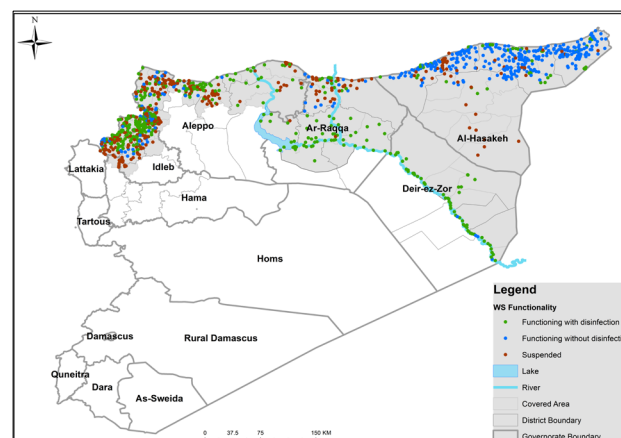 N
Aleppo
Ar-Raqqa
Al-Hasakeh
Lattakia
Idleb
Deir-ez-Zor
Hama
Tartous
Homs
Damascus
Rural Damascus
Quneitra
Dara
As-Sweida
0 37.5 75 150 KM
Legend
WS Functionality
Functioning with disinfection
Functioning without disinfecti
Suspended
Lake
River
Covered Area
District Boundary
Governorate Boundary